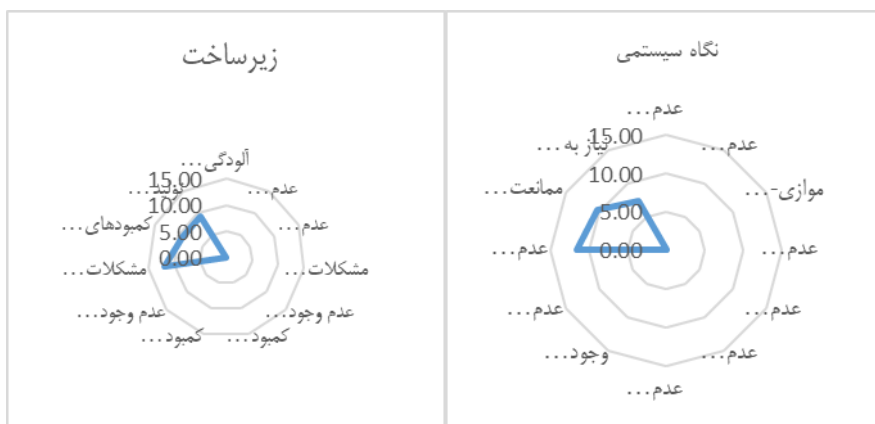 نگاه سیستمی
عدم...
عدم...
موازی-...
عدم...
عدم...
عدم...
عدم...
وجود...
عدم...
عدم...
ممانعت...
نیاز به...
15.00
10.00
5.00
0.00
زیرساخت
آلودگی...
عدم...
عدم...
مشکلات...
عدم وجود...
کمبود...
کمبود...
عدم وجود...
مشکلات...
کمبودهای...
تولید...
15.00
10.00
5.00
0.00